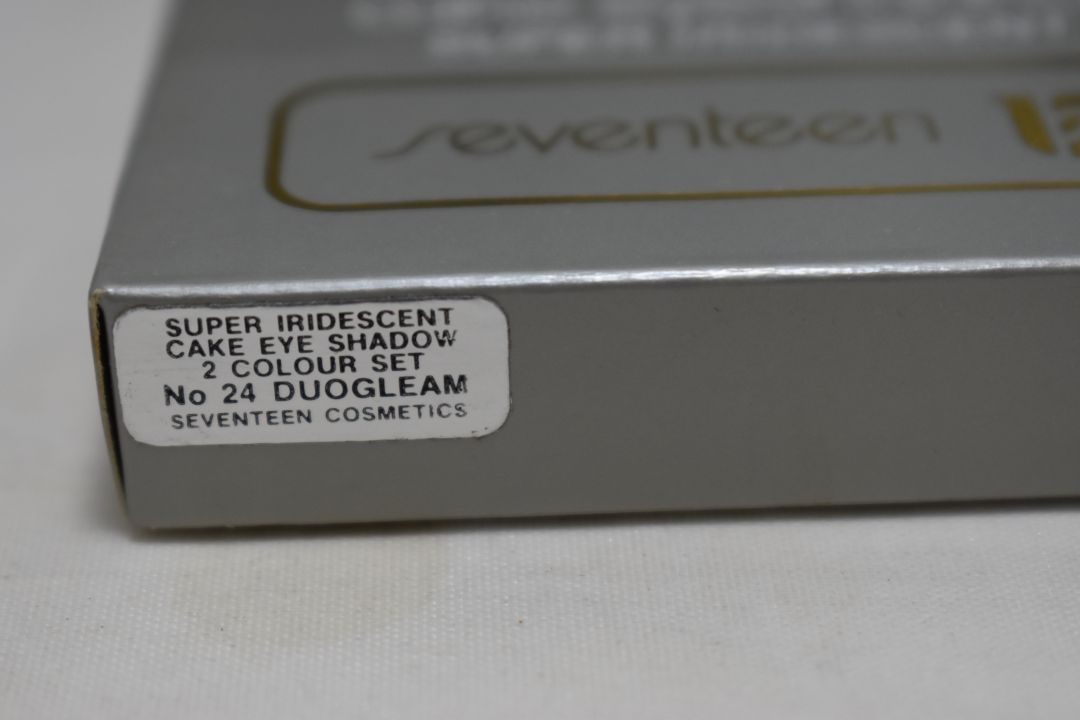 seventeen
SUPER IRIDESCENT
CAKE EYE SHADOW
2 COLOUR SET
No 24 DUOGLEAM
SEVENTEEN COSMETICS